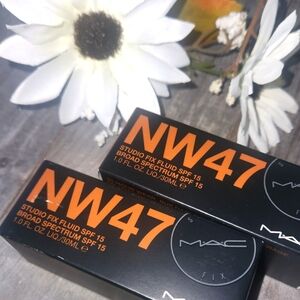 NW47
STUDIO FIX FLUID SPF 15
BROAD SPECTRUM SPF 15
1.0 FL. OZ. LIQ./30ML e
MAC
NW47
STUDIO FIX FLUID SPF 15
BROAD SPECTRUM SPF 15
1.0 FL. OZ. LIQ./30ML e
MAC
FIX